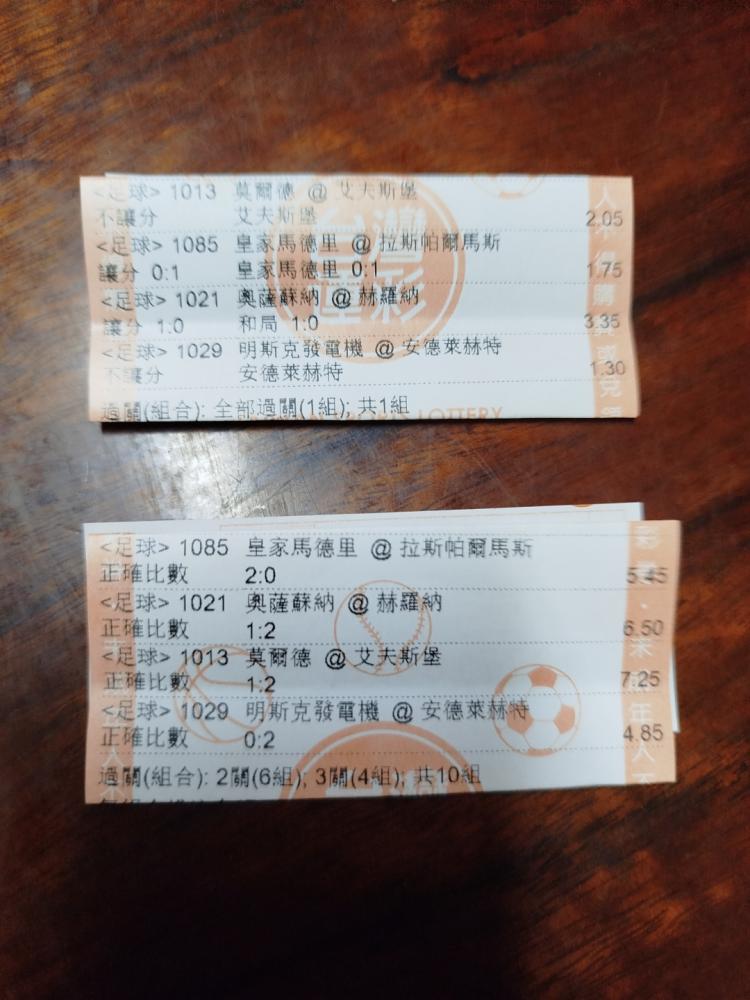 <足球> 1013 莫爾德 @ 艾夫斯堡
不讓分 艾夫斯堡 2.05
<足球> 1085 皇家馬德里 @ 拉斯帕爾馬斯
讓分 0:1 皇家馬德里 0:1 1.75
<足球> 1021 奧薩蘇納 @ 赫羅納
讓分 1:0 和局 1:0 3.35
<足球> 1029 明斯克發電機 @ 安德萊赫特
不讓分 安德萊赫特 1.30
過關(組合): 全部過關(1組); 共1組
台灣
運彩
LOTTERY
<足球> 1085 皇家馬德里 @ 拉斯帕爾馬斯
正確比數 2:0 5.45
<足球> 1021 奧薩蘇納 @ 赫羅納
正確比數 1:2 6.50
<足球> 1013 莫爾德 @ 艾夫斯堡
正確比數 1:2 7.25
<足球> 1029 明斯克發電機 @ 安德萊赫特
正確比數 0:2 4.85
過關(組合): 2關(6組); 3關(4組); 共10組